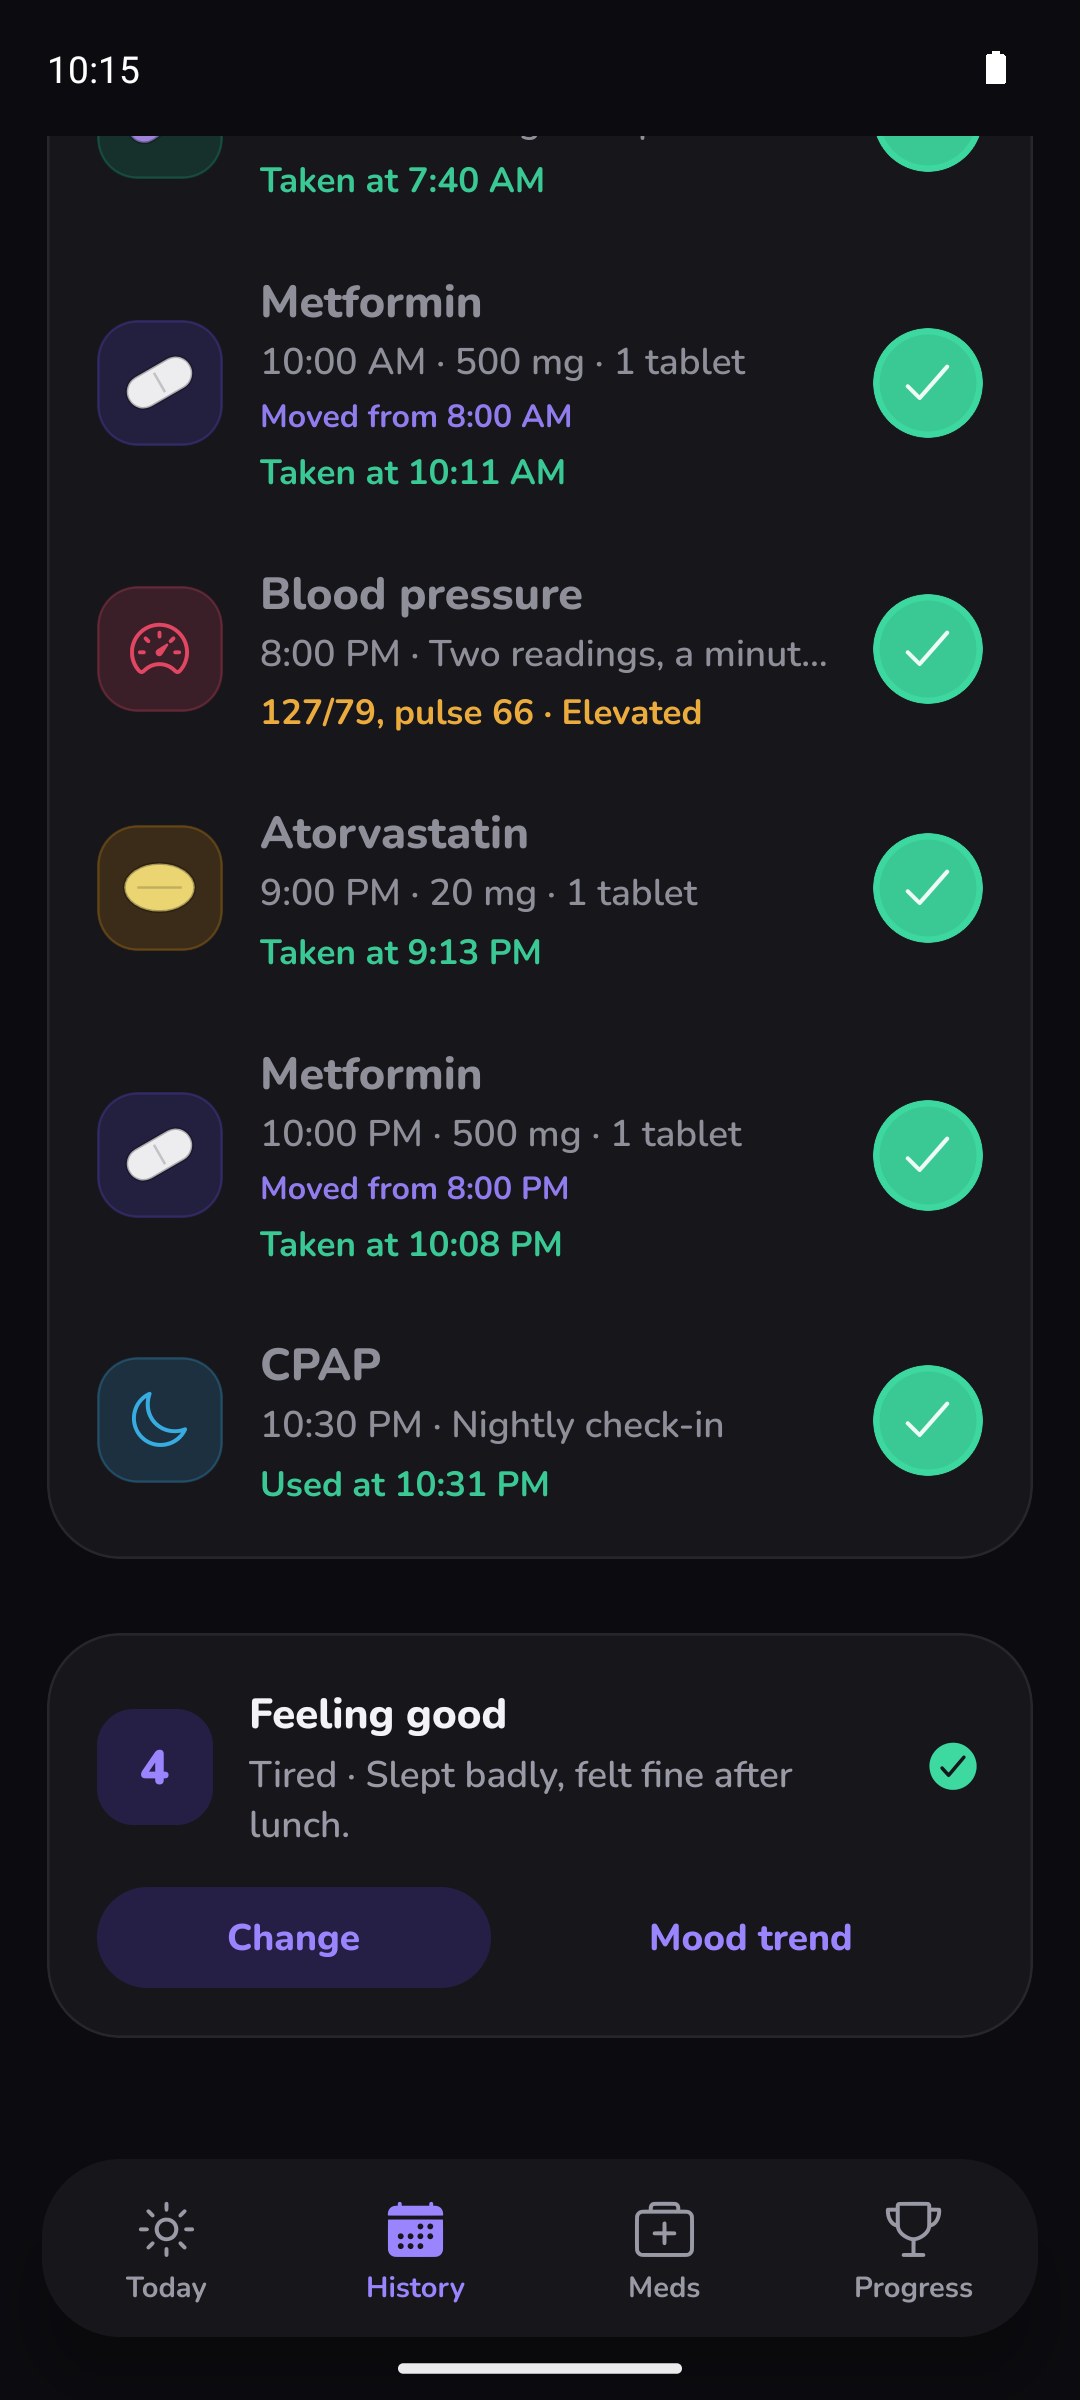 10:15
Taken at 7:40 AM
Metformin
10:00 AM · 500 mg · 1 tablet
Moved from 8:00 AM
Taken at 10:11 AM
Blood pressure
8:00 PM · Two readings, a minut...
127/79, pulse 66 · Elevated
Atorvastatin
9:00 PM · 20 mg · 1 tablet
Taken at 9:13 PM
Metformin
10:00 PM · 500 mg · 1 tablet
Moved from 8:00 PM
Taken at 10:08 PM
CPAP
10:30 PM · Nightly check-in
Used at 10:31 PM
4
Feeling good
Tired · Slept badly, felt fine after
lunch.
Change
Mood trend
Today
History
Meds
Progress